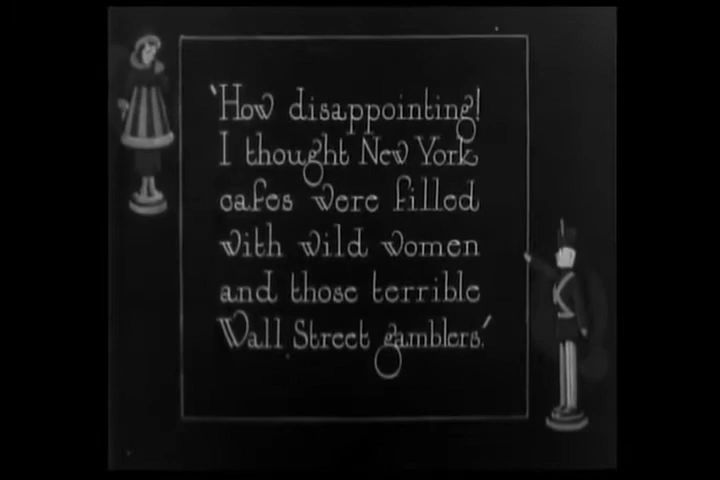 'How disappointing!
I thought New York
cafes were filled
with wild women
and those terrible
Wall Street gamblers.'